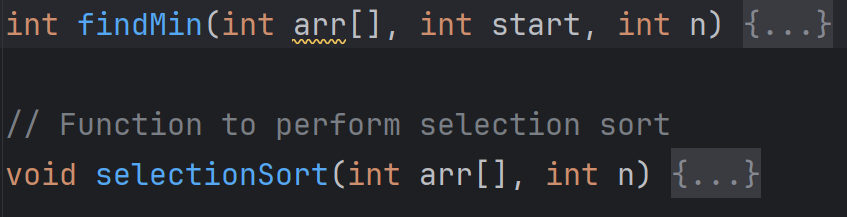 int findMin(int arr[], int start, int n) {...}
// Function to perform selection sort
void selectionSort(int arr[], int n) {...}